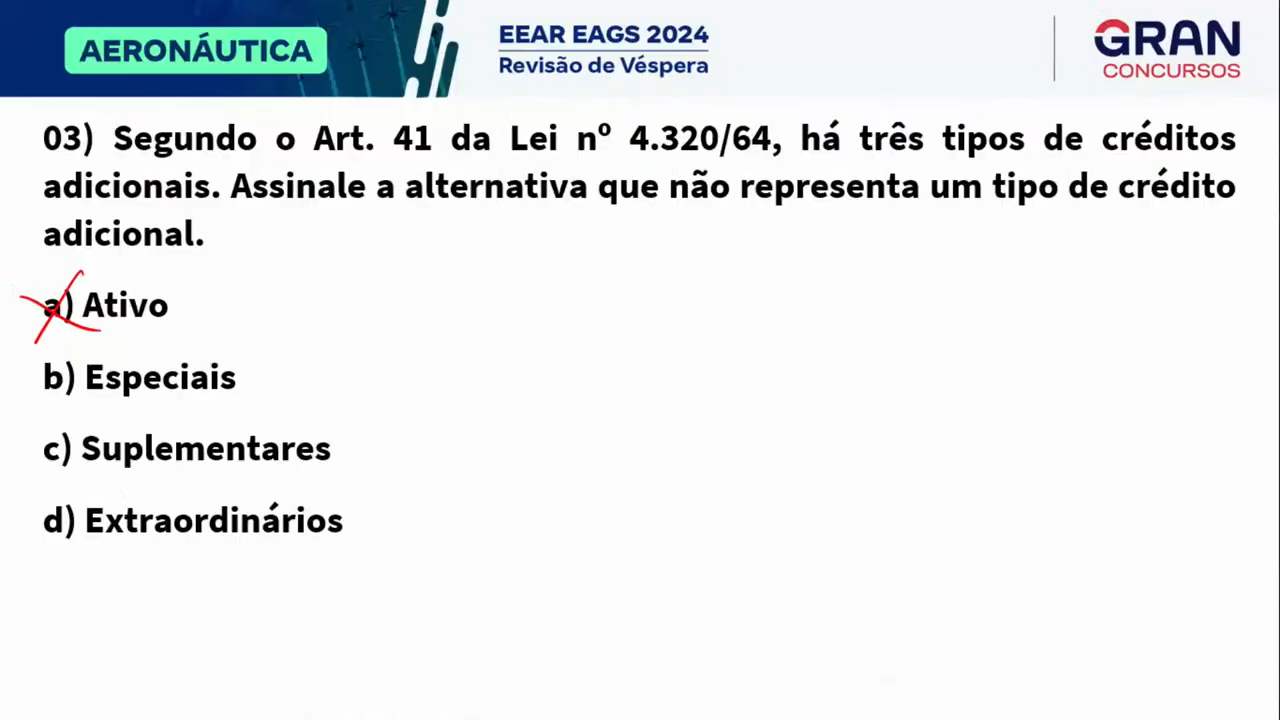 AERONÁUTICA
EEAR EAGS 2024
Revisão de Véspera
GRAN
CONCURSOS
03) Segundo o Art. 41 da Lei nº 4.320/64, há três tipos de créditos
adicionais. Assinale a alternativa que não representa um tipo de crédito
adicional.
a) Ativo
b) Especiais
c) Suplementares
d) Extraordinários